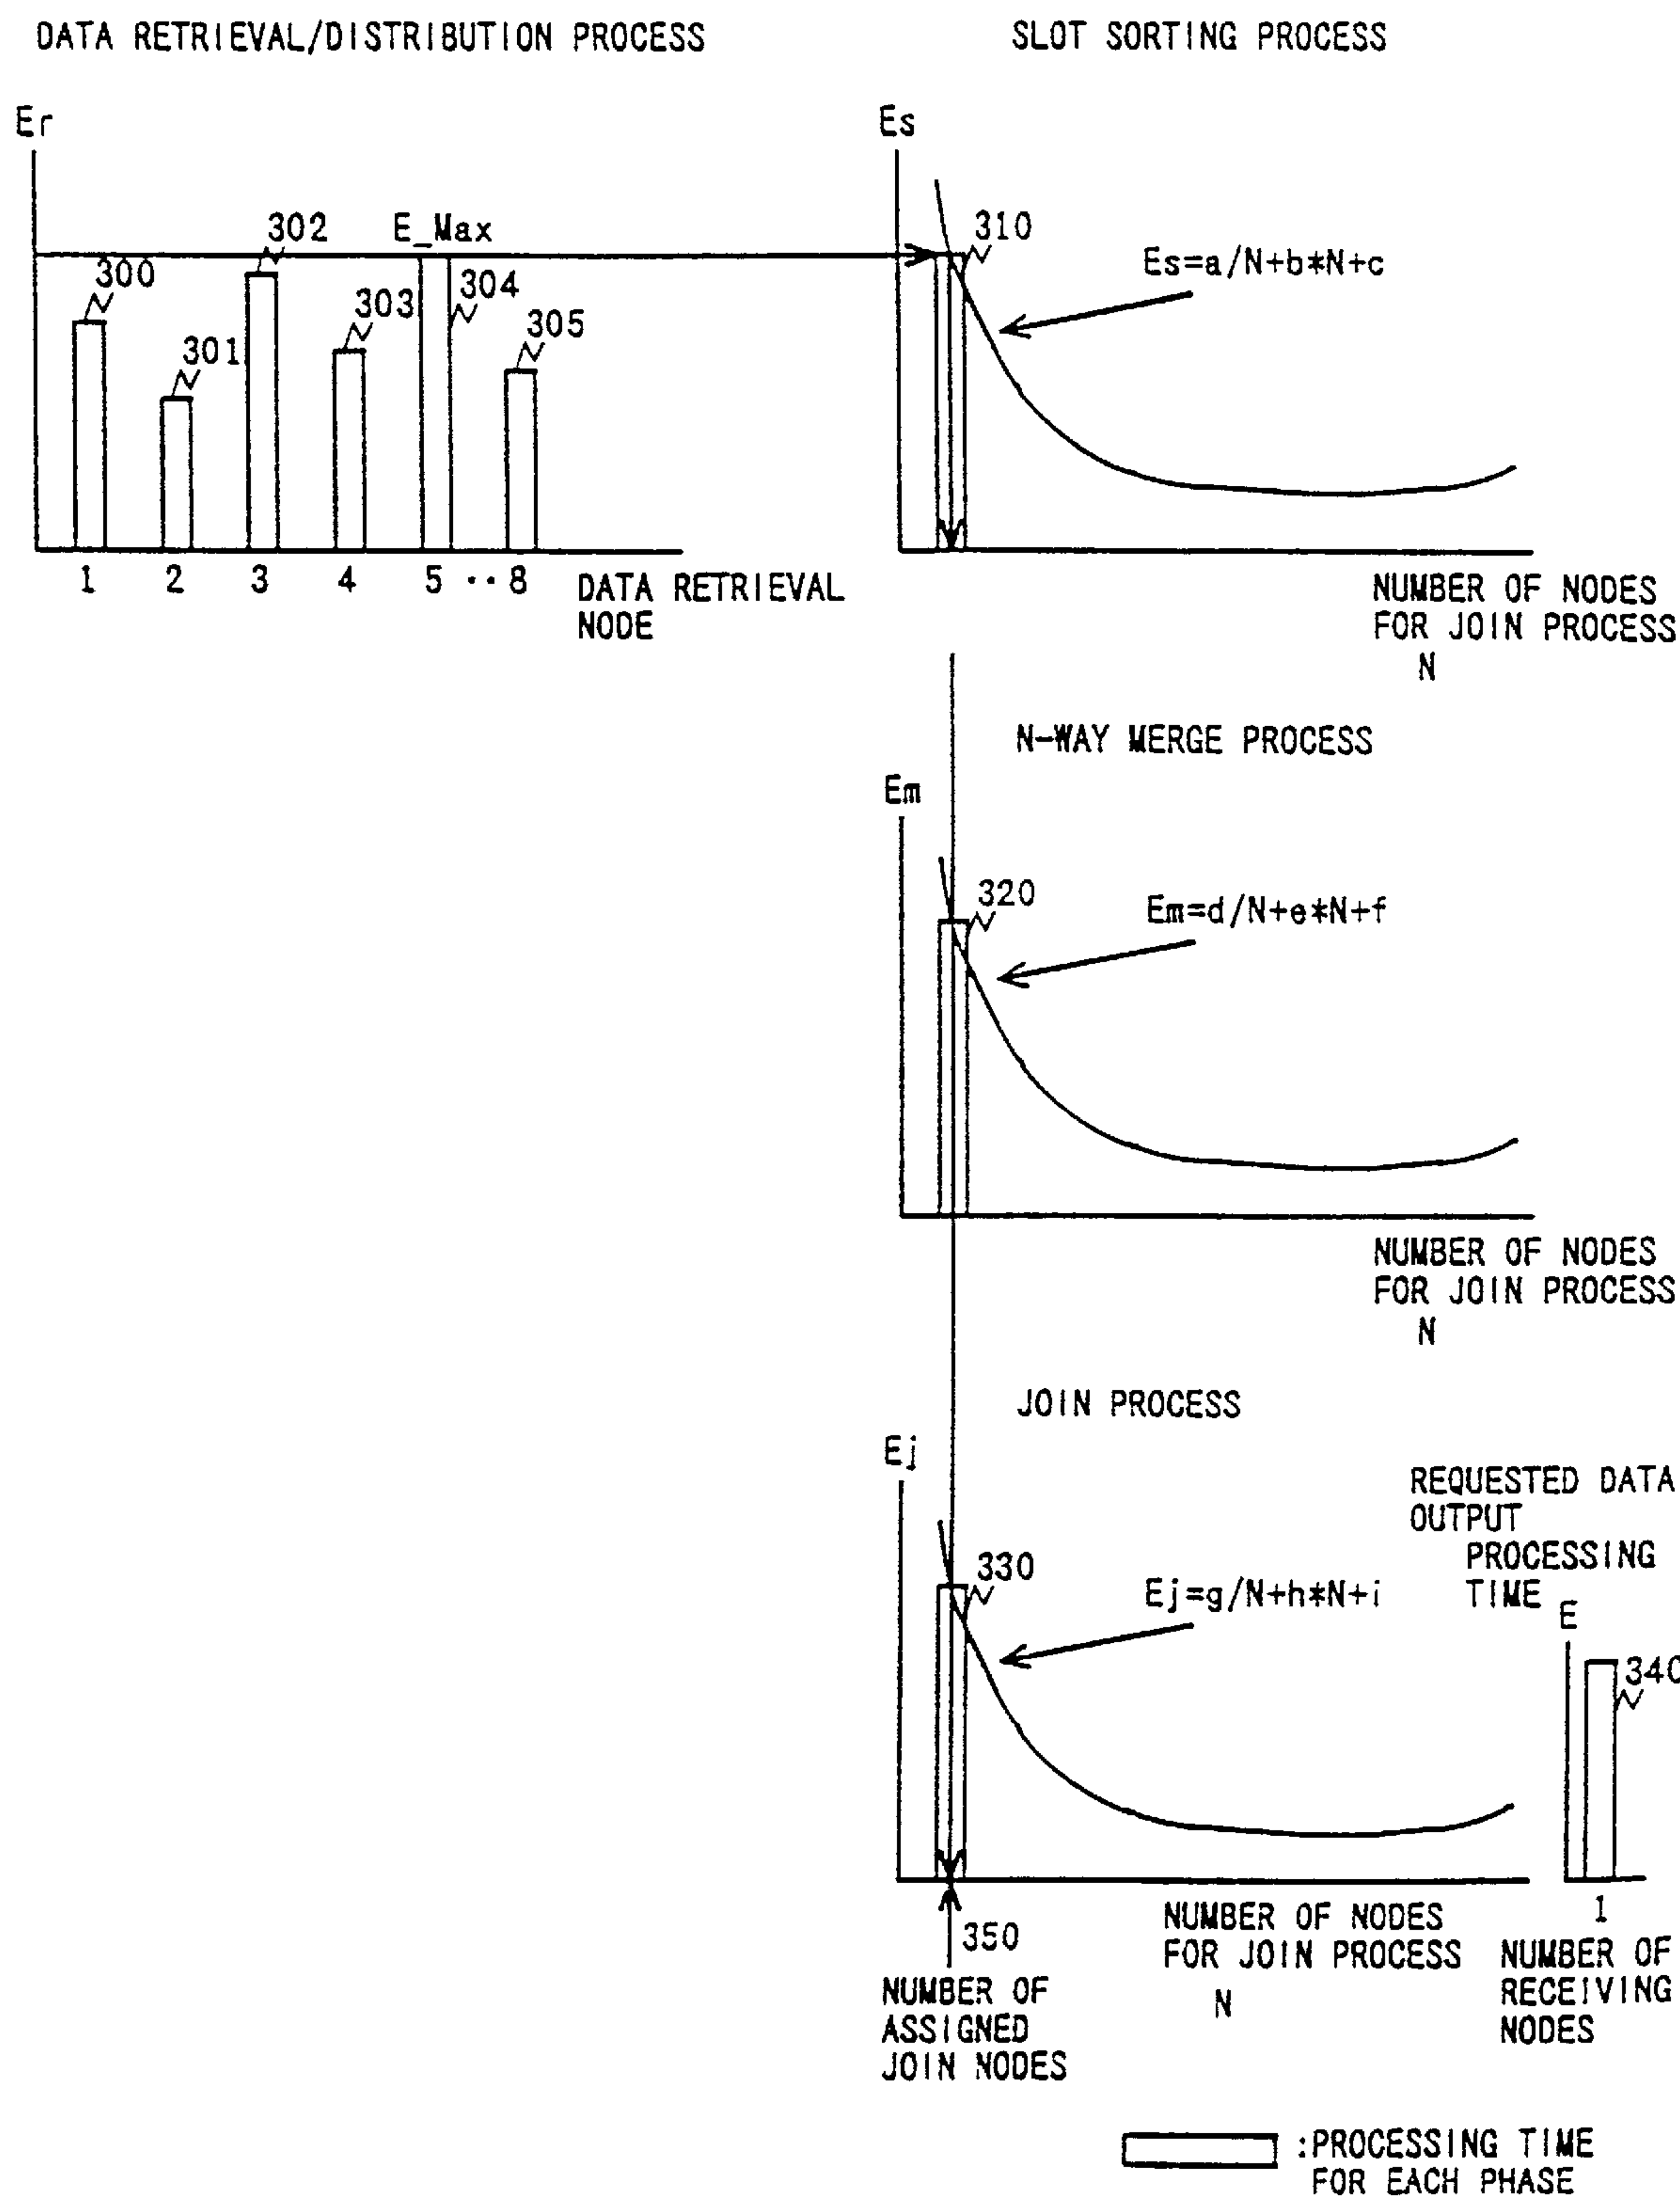 DATA RETRIEVAL/DISTRIBUTION PROCESS
SLOT SORTING PROCESS
Er
E_Max
300
301
302
303
304
305
1 2 3 4 5 ·· 8
DATA RETRIEVAL
NODE
Es
310
Es=a/N+b*N+c
NUMBER OF NODES
FOR JOIN PROCESS
N
N-WAY MERGE PROCESS
Em
320
Em=d/N+e*N+f
NUMBER OF NODES
FOR JOIN PROCESS
N
JOIN PROCESS
Ej
330
Ej=g/N+h*N+i
NUMBER OF NODES
FOR JOIN PROCESS
N
350
NUMBER OF
ASSIGNED
JOIN NODES
REQUESTED DATA
OUTPUT
PROCESSING
TIME
E
340
1
NUMBER OF
RECEIVING
NODES
:PROCESSING TIME
FOR EACH PHASE